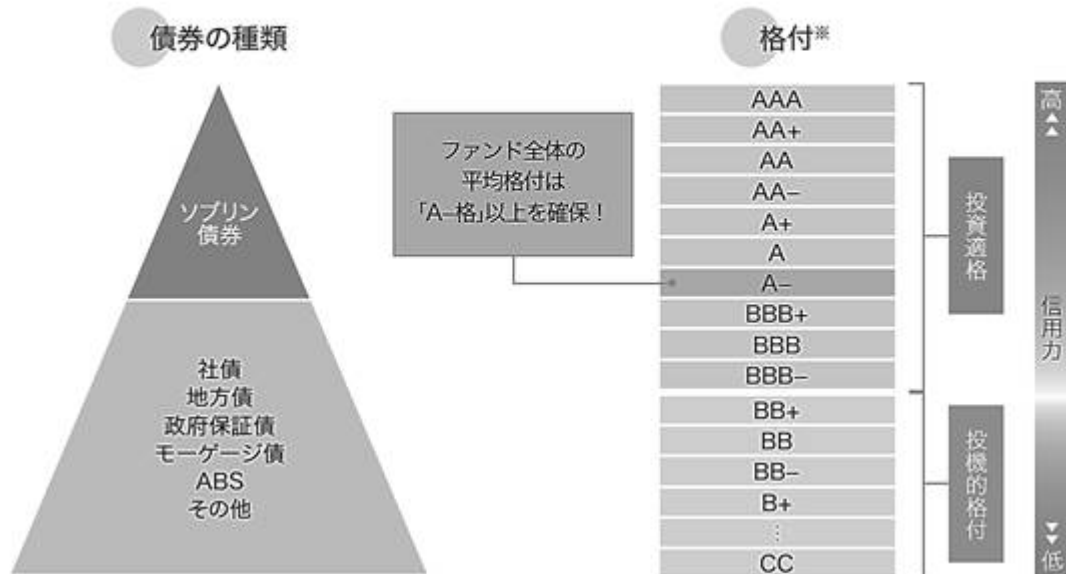 債券の種類
ソブリン
債券
社債
地方債
政府保証債
モーゲージ債
ABS
その他
格付※
ファンド全体の
平均格付は
「A–格」以上を確保！
AAA
AA+
AA
AA–
A+
A
A–
BBB+
BBB
BBB–
BB+
BB
BB–
B+
⋮
CC
投資適格
投機的格付
高
信用力
低